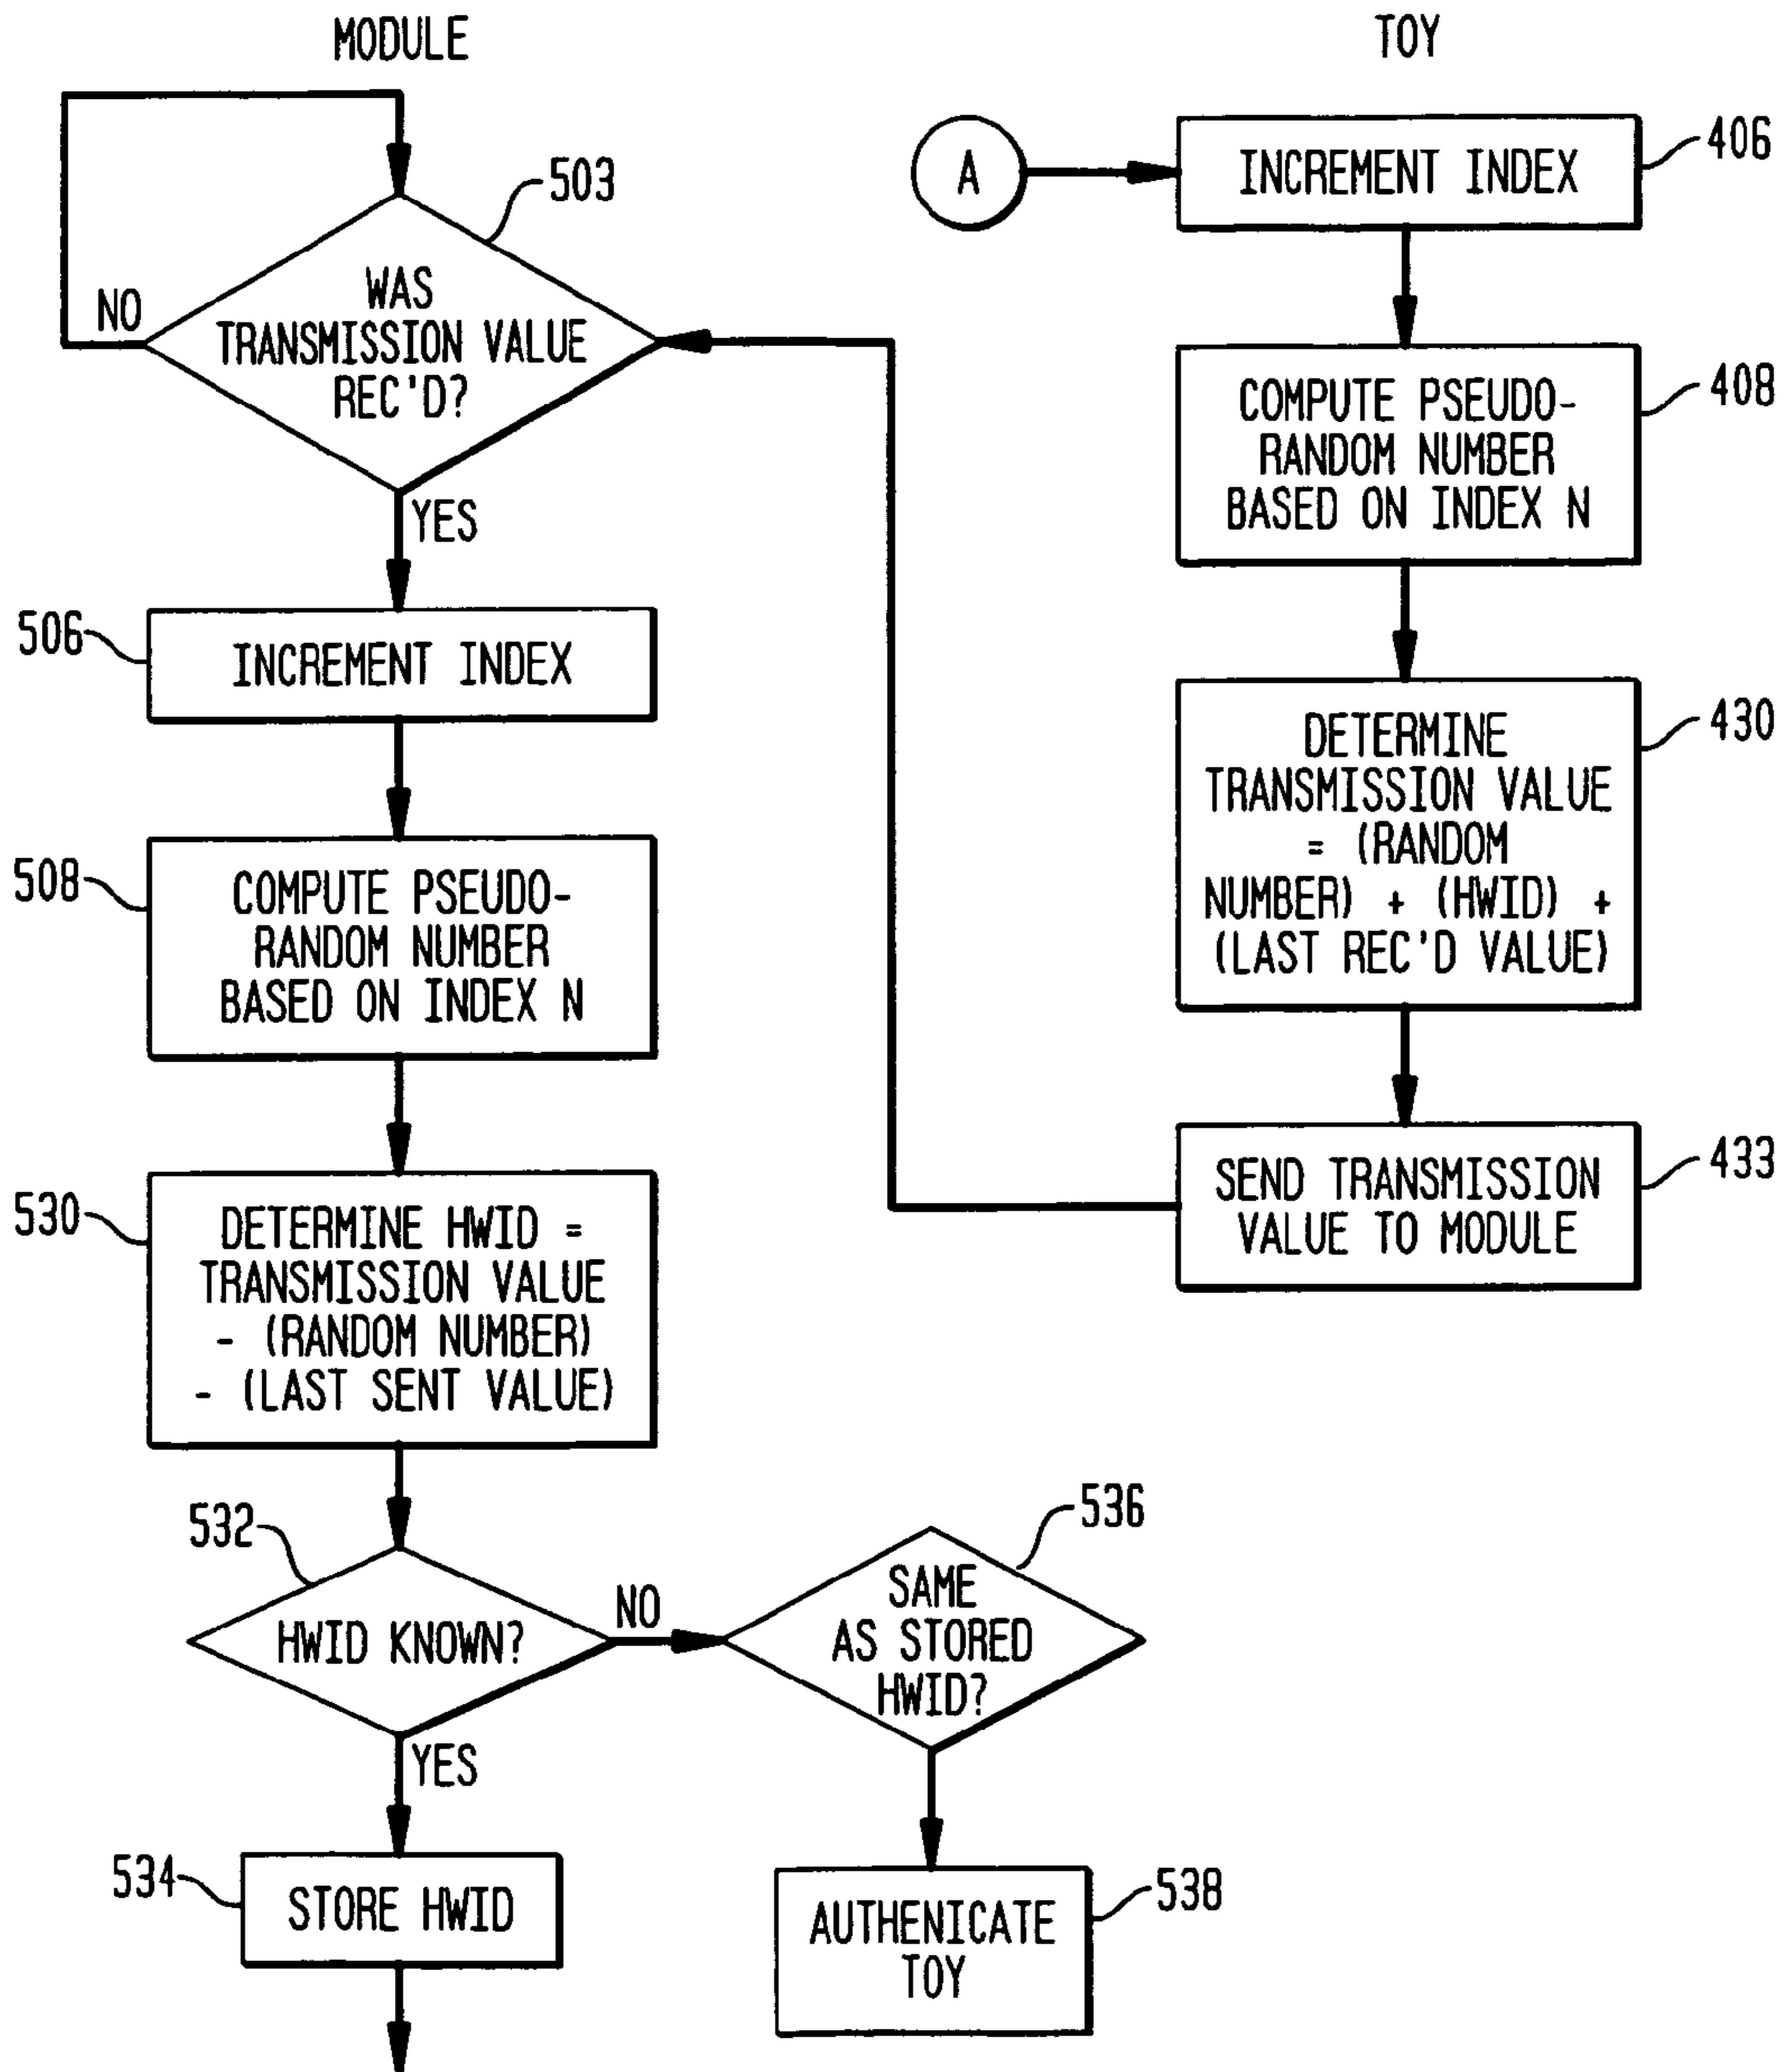 MODULE
NO
503
WAS
TRANSMISSION VALUE
REC'D?
YES
506
INCREMENT INDEX
508
COMPUTE PSEUDO-
RANDOM NUMBER
BASED ON INDEX N
530
DETERMINE HWID =
TRANSMISSION VALUE
- (RANDOM NUMBER)
- (LAST SENT VALUE)
532
HWID KNOWN?
NO
YES
534
STORE HWID
536
SAME
AS STORED
HWID?
538
AUTHENICATE
TOY
TOY
A
INCREMENT INDEX
406
COMPUTE PSEUDO-
RANDOM NUMBER
BASED ON INDEX N
408
DETERMINE
TRANSMISSION VALUE
= (RANDOM
NUMBER) + (HWID) +
(LAST REC'D VALUE)
430
SEND TRANSMISSION
VALUE TO MODULE
433